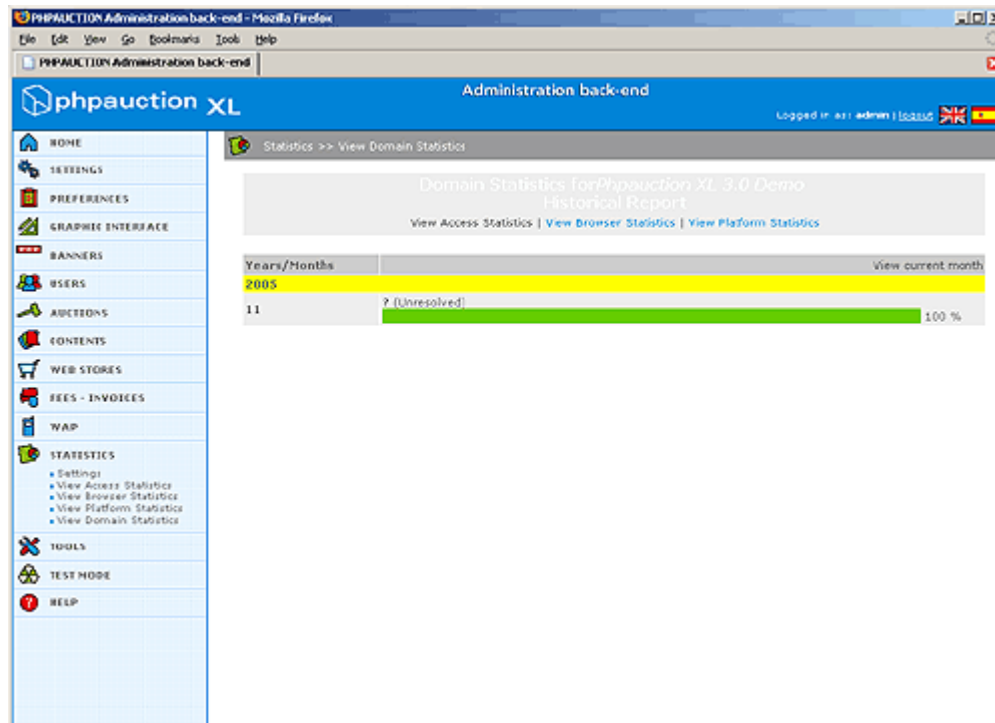 PHPAUCTION Administration back-end - Mozilla Firefox
File Edit View Go Bookmarks Tools Help
PHPAUCTION Administration back-end
phpauction XL
Administration back-end
Logged in as: admin | logout
HOME
SETTINGS
PREFERENCES
GRAPHIC INTERFACE
BANNERS
USERS
AUCTIONS
CONTENTS
WEB STORES
FEES - INVOICES
WAP
STATISTICS
Settings
View Access Statistics
View Browser Statistics
View Platform Statistics
View Domain Statistics
TOOLS
TEST MODE
HELP
Statistics >> View Domain Statistics
Domain Statistics forPhpauction XL 3.0 Demo
Historical Report
View Access Statistics | View Browser Statistics | View Platform Statistics
Years/Months View current month
2005
11 ? (Unresolved)
100 %